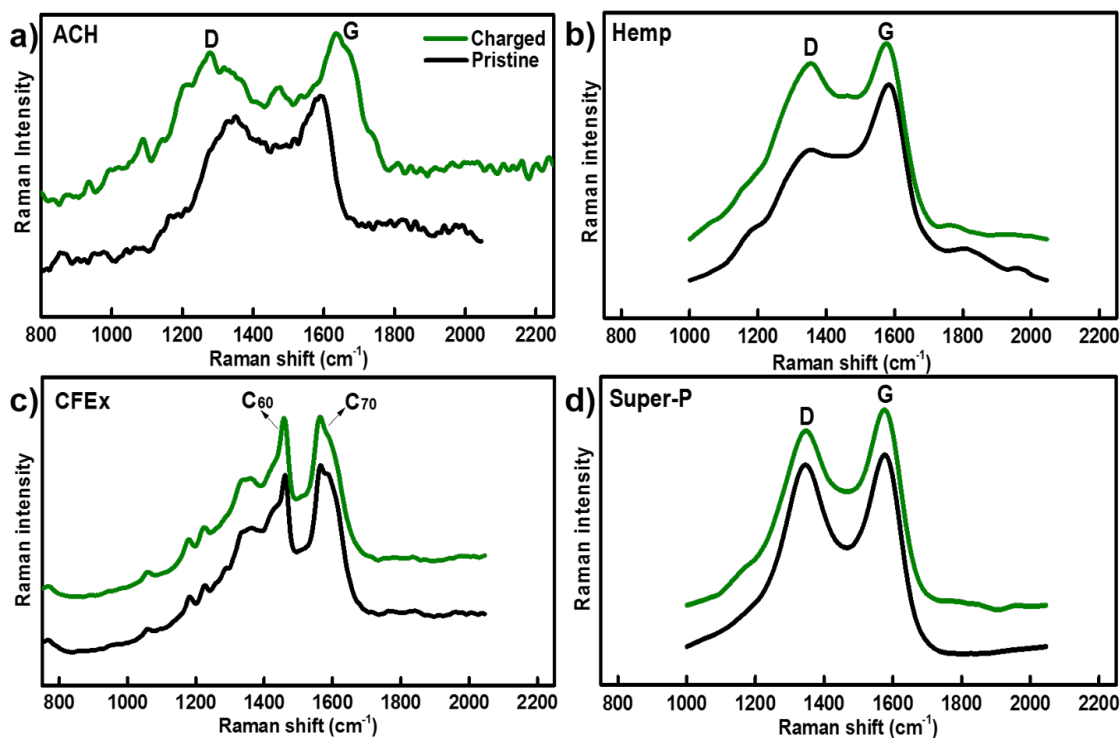 a) ACH
D
G
Charged
Pristine
Raman Intensity
800 1000 1200 1400 1600 1800 2000 2200
Raman shift (cm-1)
b) Hemp
D
G
Raman intensity
600 800 1000 1200 1400 1600 1800 2000 2200
Raman shift (cm-1)
c) CFEx
C60
C70
Raman intensity
800 1000 1200 1400 1600 1800 2000 2200
Raman shift (cm-1)
d) Super-P
D
G
Raman intensity
1000 1200 1400 1600 1800 2000 2200
Raman shift (cm-1)